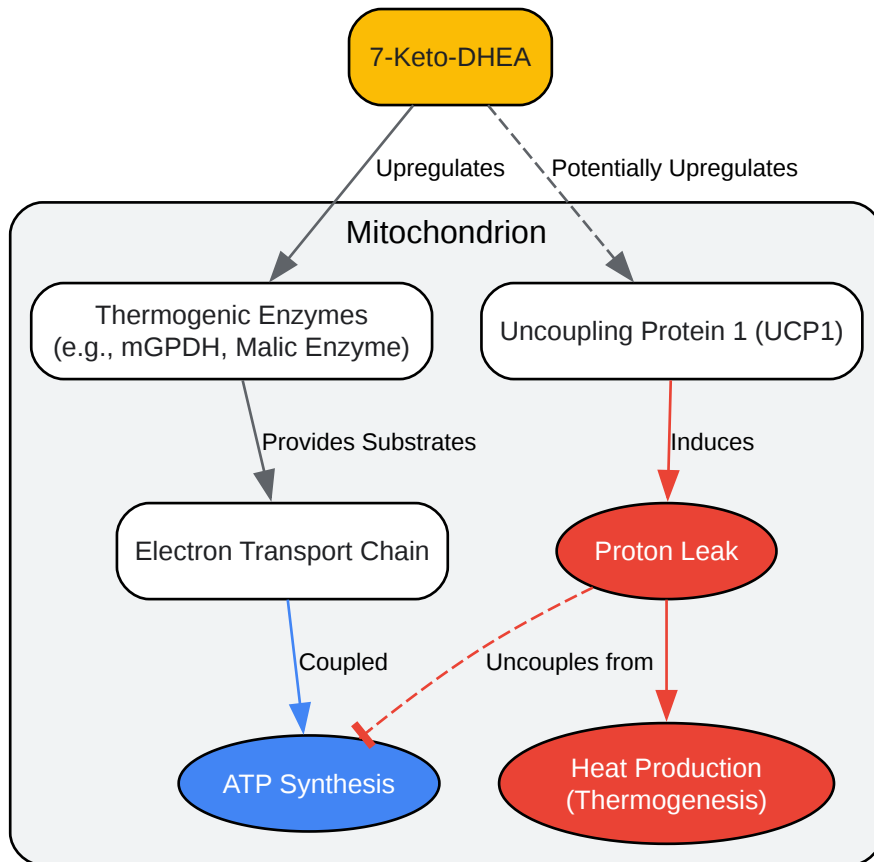 7-Keto-DHEA
Upregulates
Potentially Upregulates
Mitochondrion
Thermogenic Enzymes
(e.g., mGPDH, Malic Enzyme)
Uncoupling Protein 1 (UCP1)
Provides Substrates
Induces
Electron Transport Chain
Proton Leak
Coupled
Uncouples from
ATP Synthesis
Heat Production
(Thermogenesis)